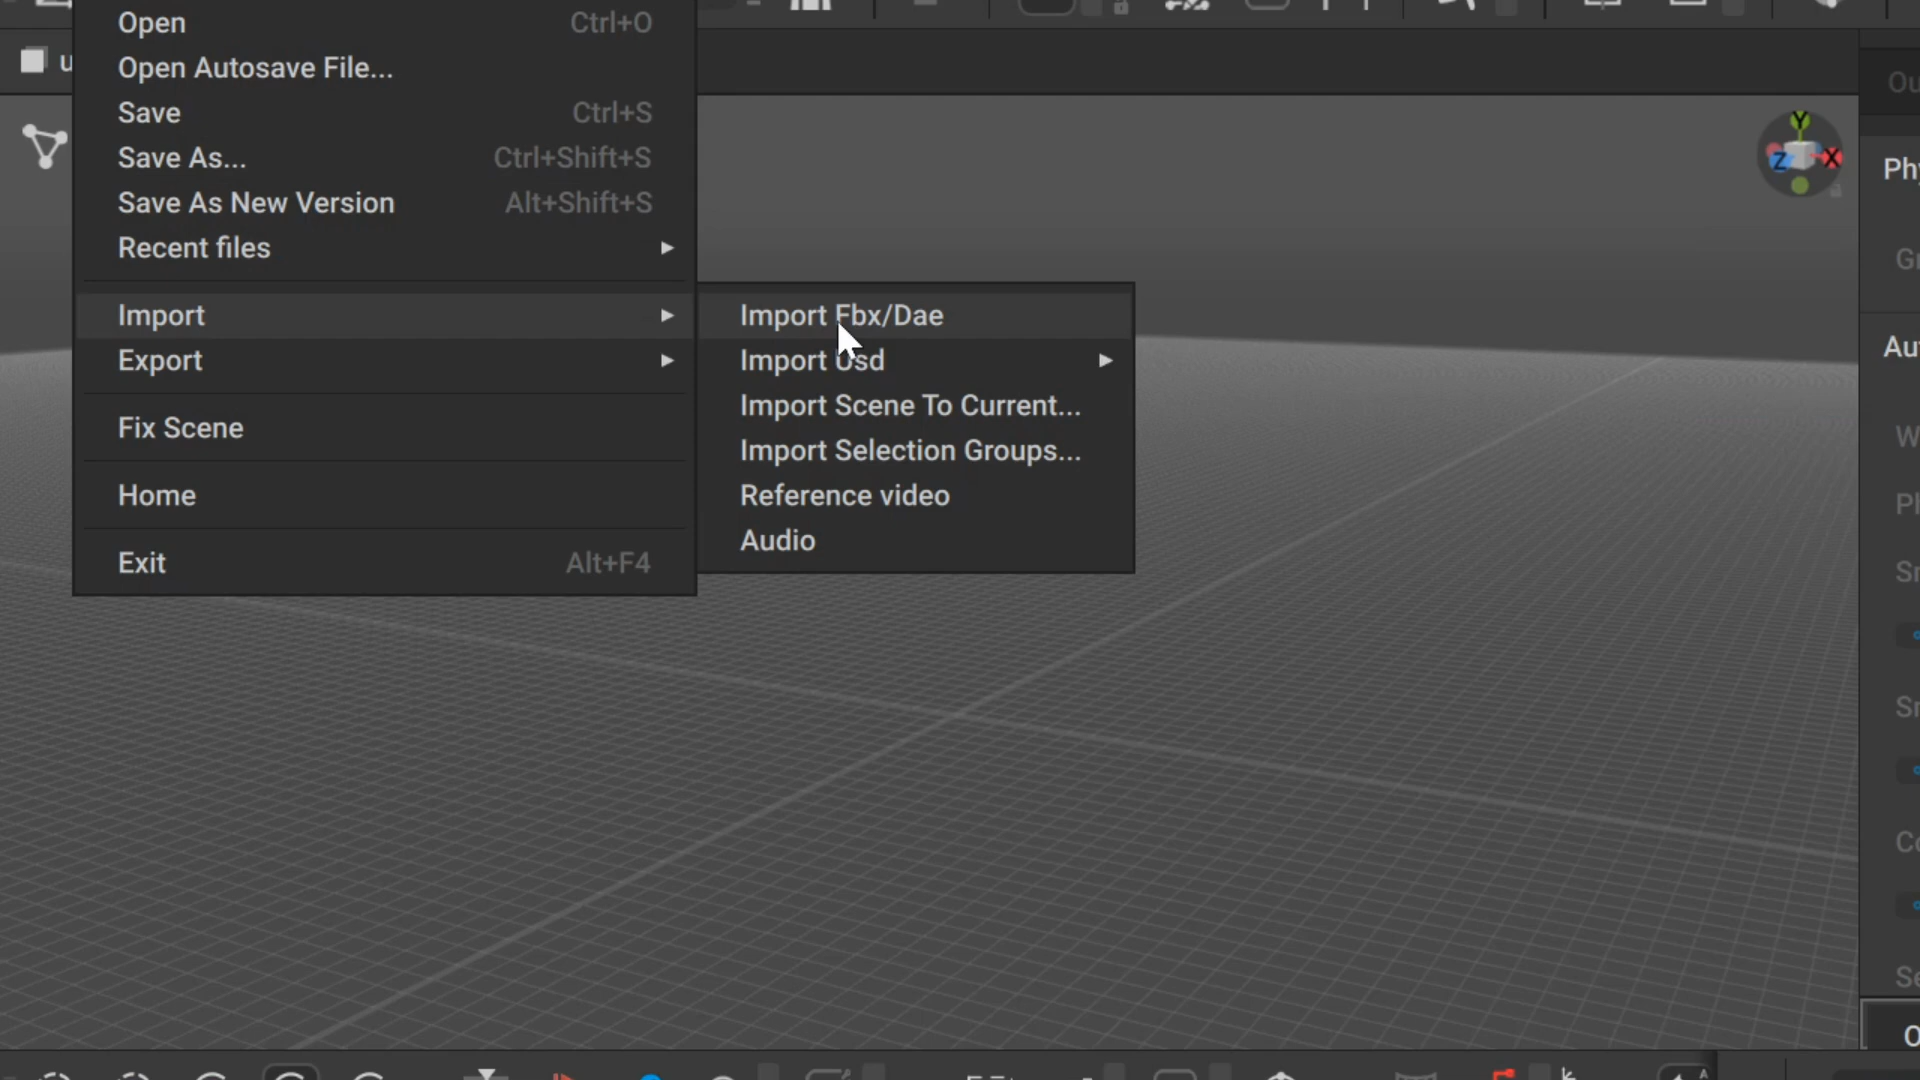 Open Ctrl+O
Open Autosave File...
Save Ctrl+S
Save As... Ctrl+Shift+S
Save As New Version Alt+Shift+S
Recent files
Import
Export
Fix Scene
Home
Exit Alt+F4
Import Fbx/Dae
Import Usd
Import Scene To Current...
Import Selection Groups...
Reference video
Audio
Y
Z
X